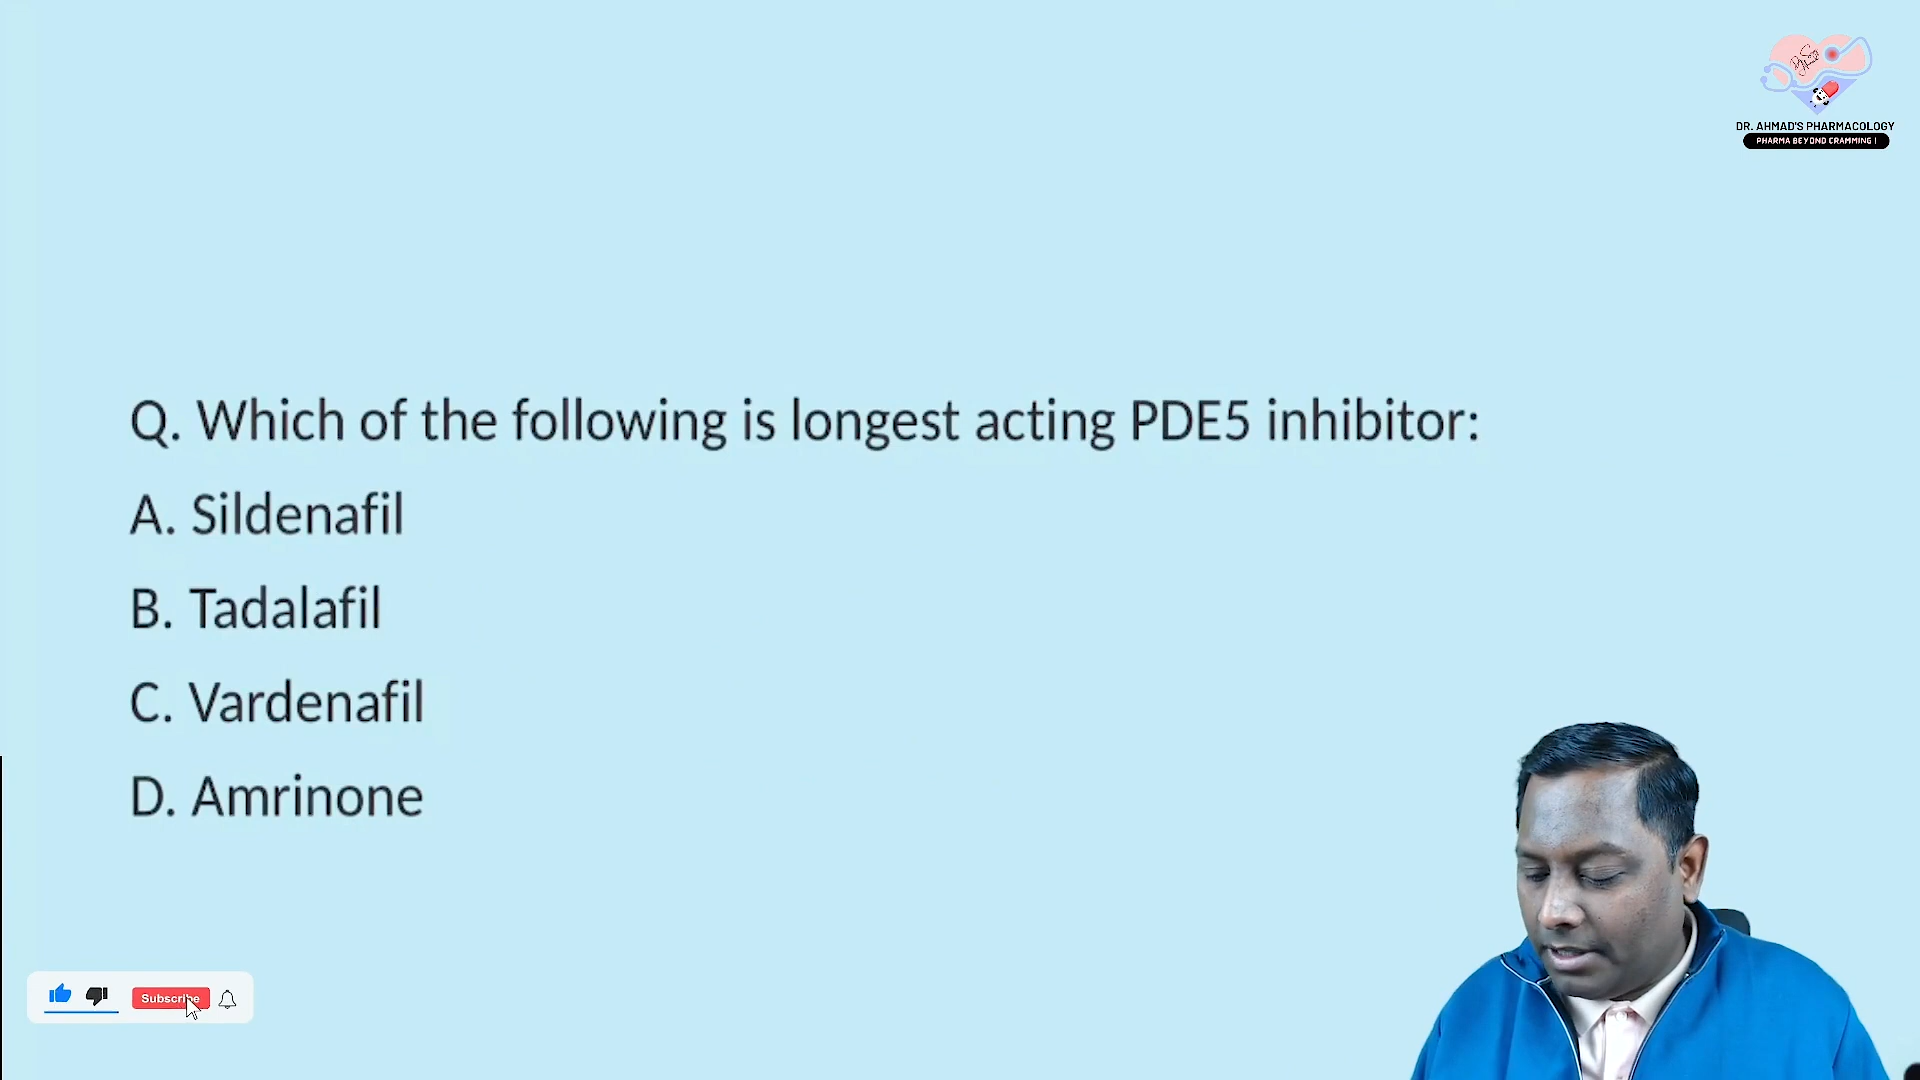 DR. AHMAD'S PHARMACOLOGY
PHARMA BEYOND CRAMMING !
Q. Which of the following is longest acting PDE5 inhibitor:
A. Sildenafil
B. Tadalafil
C. Vardenafil
D. Amrinone
Subscribe